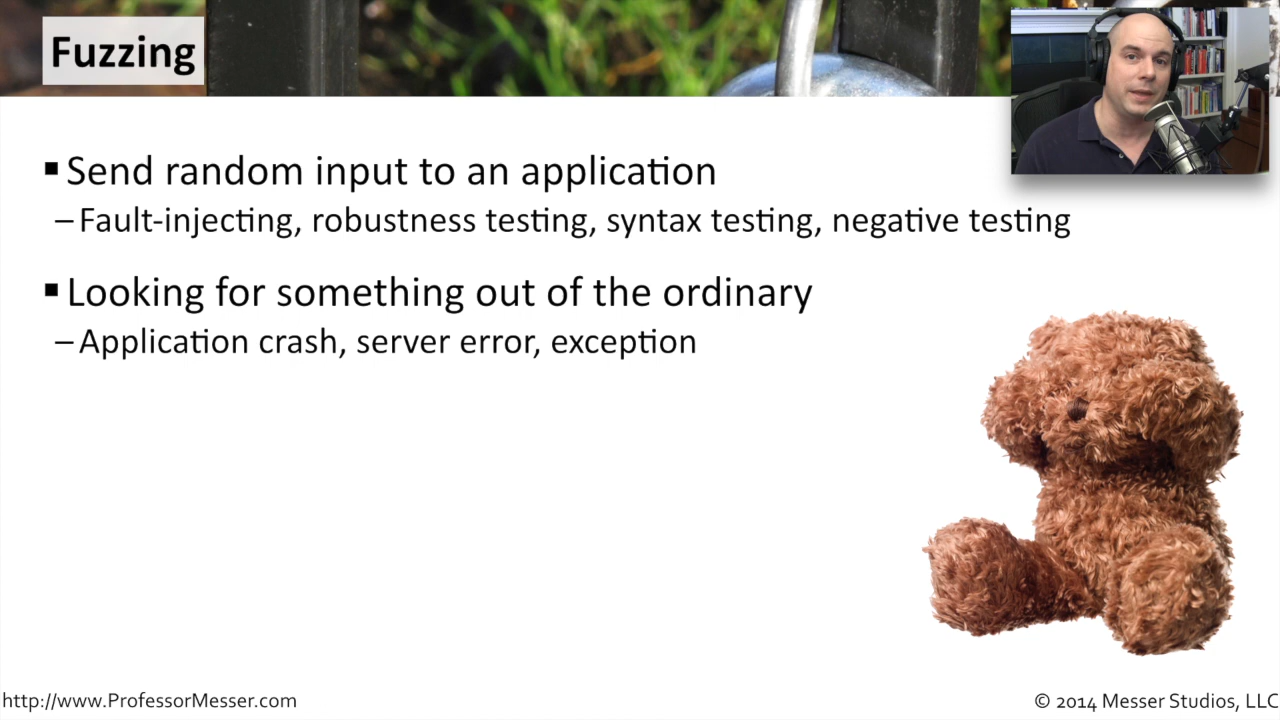 Fuzzing
▪ Send random input to an application
– Fault-injecting, robustness testing, syntax testing, negative testing
▪ Looking for something out of the ordinary
– Application crash, server error, exception
http://www.ProfessorMesser.com
© 2014 Messer Studios, LLC